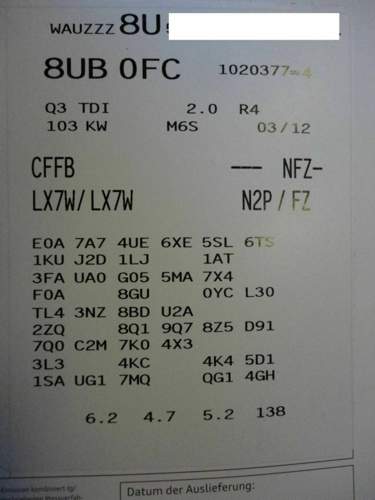 WAUZZZ 8U
8UB 0FC 1020377-4
Q3 TDI 2.0 R4
103 KW M6S 03/12
CFFB --- NFZ-
LX7W/LX7W N2P/FZ
E0A 7A7 4UE 6XE 5SL 6TS
1KU J2D 1LJ 1AT
3FA UA0 G05 5MA 7X4
F0A 8GU 0YC L30
TL4 3NZ 8BD U2A
2ZQ 8Q1 9Q7 8Z5 D91
7Q0 C2M 7K0 4X3
3L3 4KC 4K4 5D1
1SA UG1 7MQ QG1 4GH
6.2 4.7 5.2 138
Datum der Auslieferung: